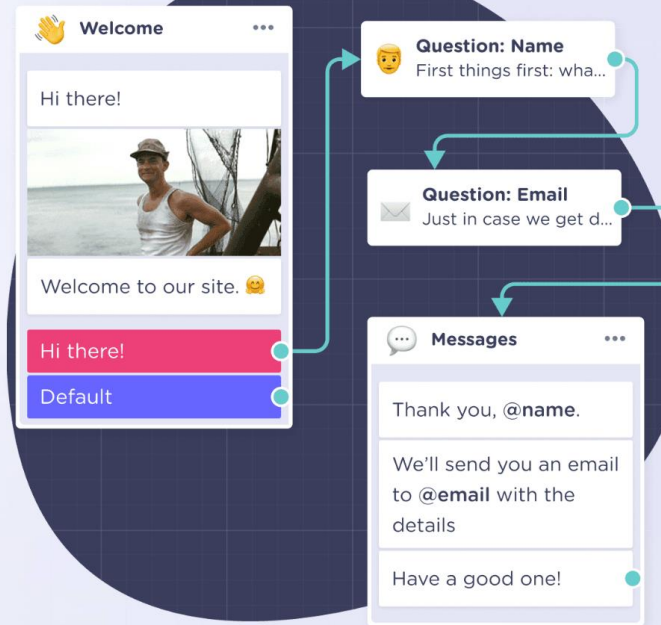 Welcome
Hi there!
Welcome to our site. 🤗
Hi there!
Default
Question: Name
First things first: wha...
Question: Email
Just in case we get d...
Messages
Thank you, @name.
We'll send you an email
to @email with the
details
Have a good one!